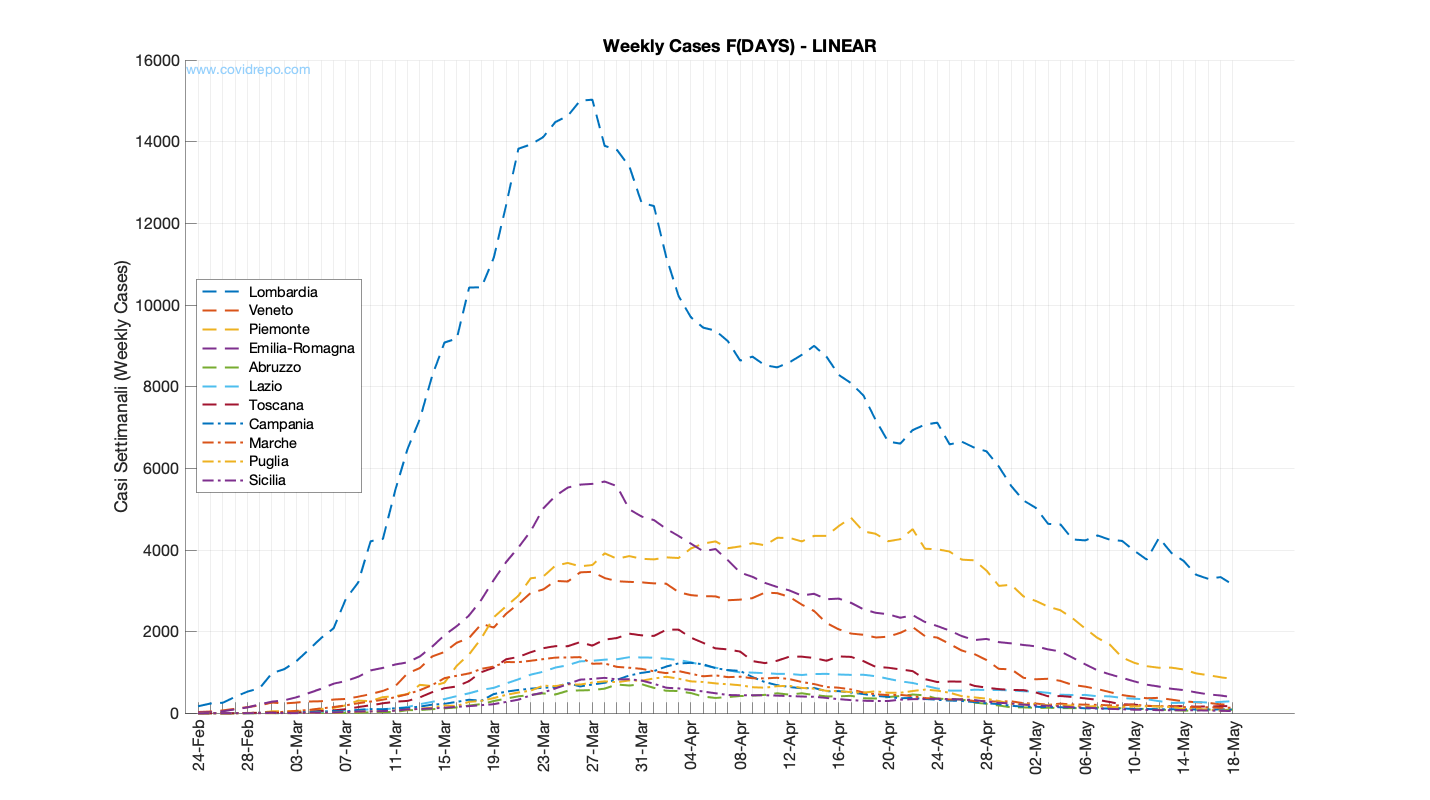 Weekly Cases F(DAYS) - LINEAR
www.covidrepo.com
Casi Settimanali (Weekly Cases)
16000
14000
12000
10000
8000
6000
4000
2000
0
Lombardia
Veneto
Piemonte
Emilia-Romagna
Abruzzo
Lazio
Toscana
Campania
Marche
Puglia
Sicilia
24-Feb
28-Feb
03-Mar
07-Mar
11-Mar
15-Mar
19-Mar
23-Mar
27-Mar
31-Mar
04-Apr
08-Apr
12-Apr
16-Apr
20-Apr
24-Apr
28-Apr
02-May
06-May
10-May
14-May
18-May